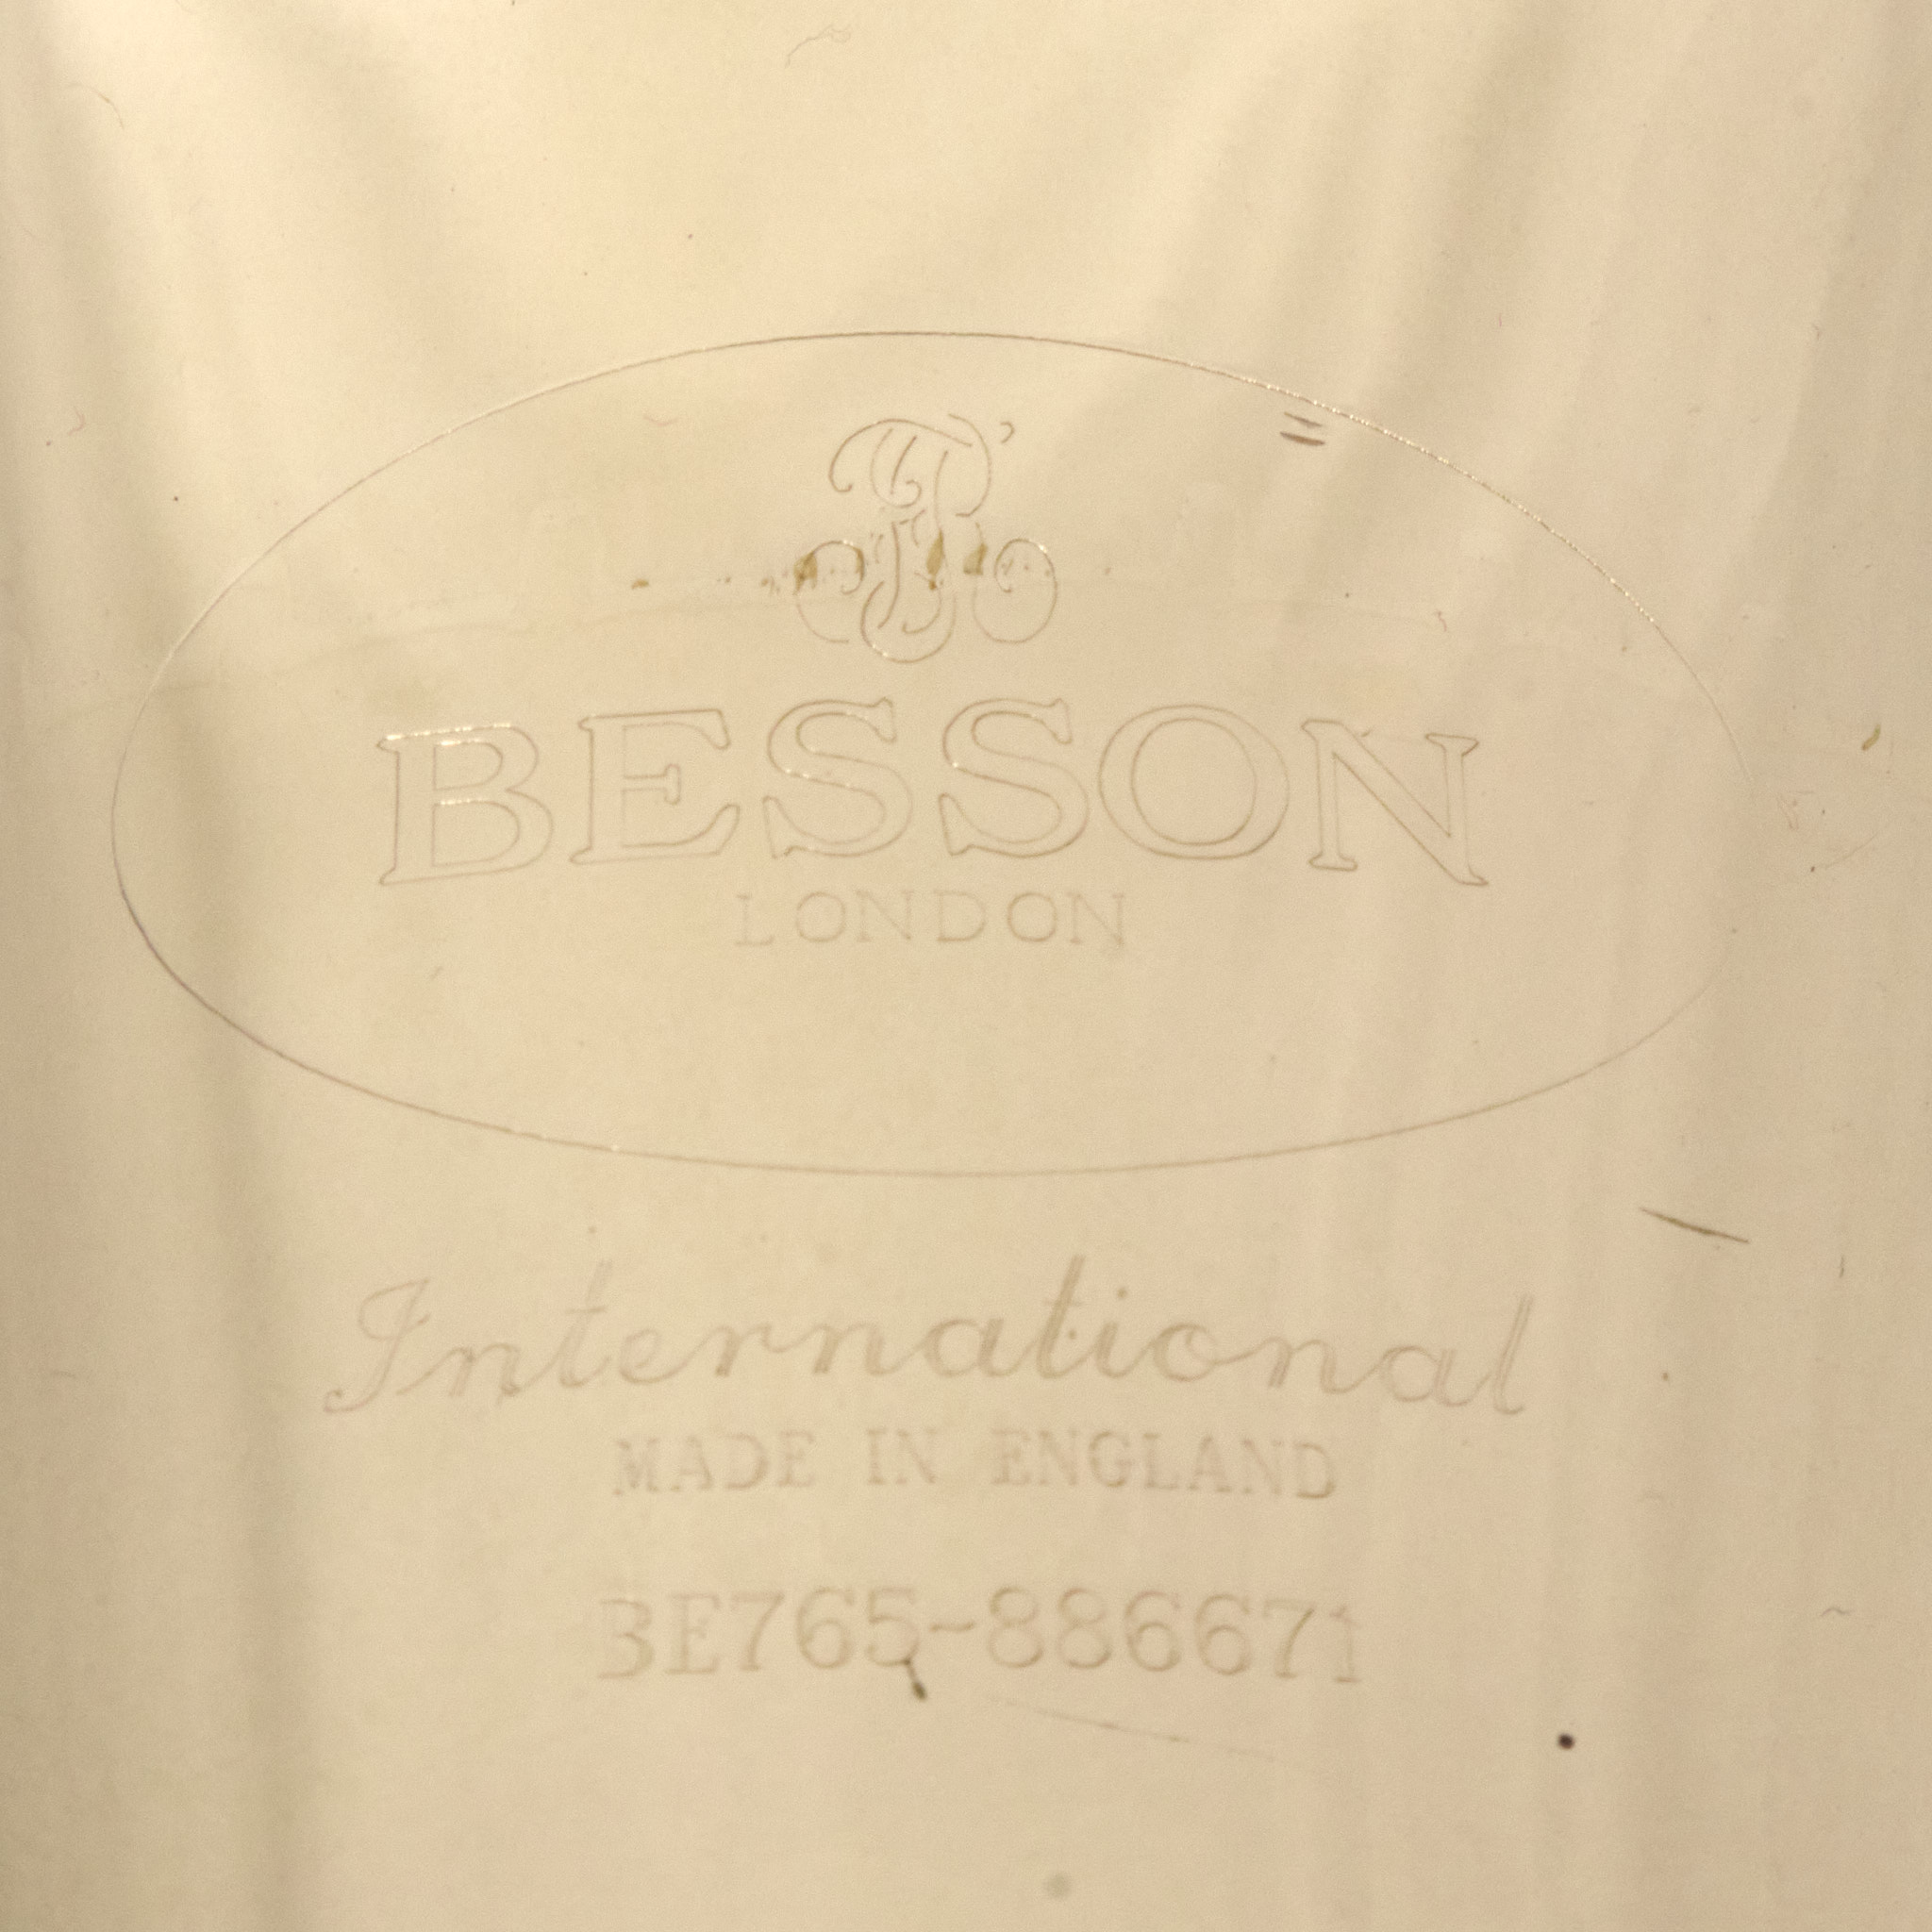 BESSON
LONDON
International
MADE IN ENGLAND
BE765-886671